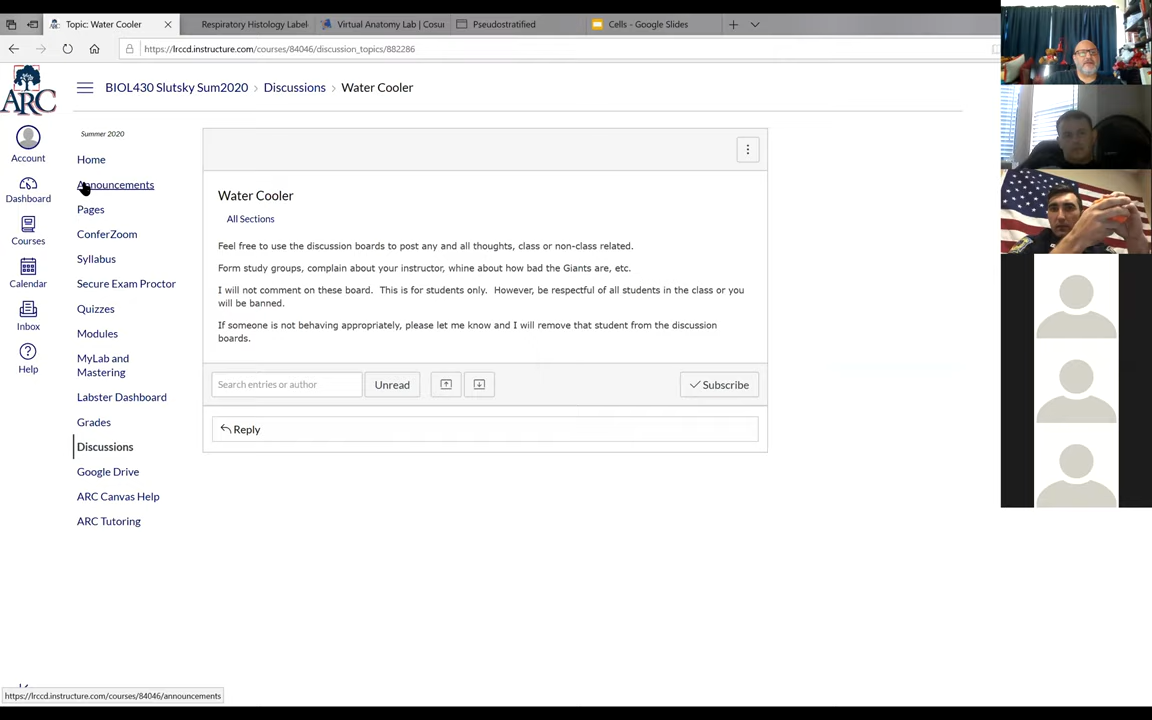 Topic: Water Cooler
Respiratory Histology Label
Virtual Anatomy Lab | Cosu
Pseudostratified
Cells - Google Slides
https://lrccd.instructure.com/courses/84046/discussion_topics/882286
ARC
BIOL430 Slutsky Sum2020 > Discussions > Water Cooler
Summer 2020
Account
Dashboard
Courses
Calendar
Inbox
Help
Home
Announcements
Pages
ConferZoom
Syllabus
Secure Exam Proctor
Quizzes
Modules
MyLab and
Mastering
Labster Dashboard
Grades
Discussions
Google Drive
ARC Canvas Help
ARC Tutoring
Water Cooler
All Sections
Feel free to use the discussion boards to post any and all thoughts, class or non-class related.
Form study groups, complain about your instructor, whine about how bad the Giants are, etc.
I will not comment on these board.  This is for students only.  However, be respectful of all students in the class or you
will be banned.
If someone is not behaving appropriately, please let me know and I will remove that student from the discussion
boards.
Search entries or author
Unread
Subscribe
Reply
https://lrccd.instructure.com/courses/84046/announcements